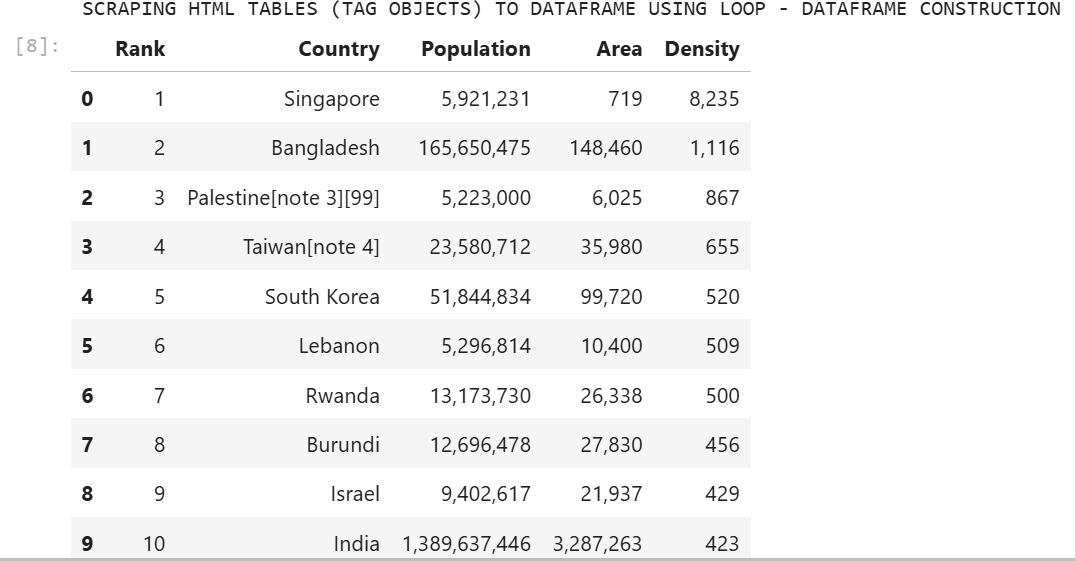 SCRAPING HTML TABLES (TAG OBJECTS) TO DATAFRAME USING LOOP - DATAFRAME CONSTRUCTION
[8]: Rank Country Population Area Density
0 1 Singapore 5,921,231 719 8,235
1 2 Bangladesh 165,650,475 148,460 1,116
2 3 Palestine[note 3][99] 5,223,000 6,025 867
3 4 Taiwan[note 4] 23,580,712 35,980 655
4 5 South Korea 51,844,834 99,720 520
5 6 Lebanon 5,296,814 10,400 509
6 7 Rwanda 13,173,730 26,338 500
7 8 Burundi 12,696,478 27,830 456
8 9 Israel 9,402,617 21,937 429
9 10 India 1,389,637,446 3,287,263 423